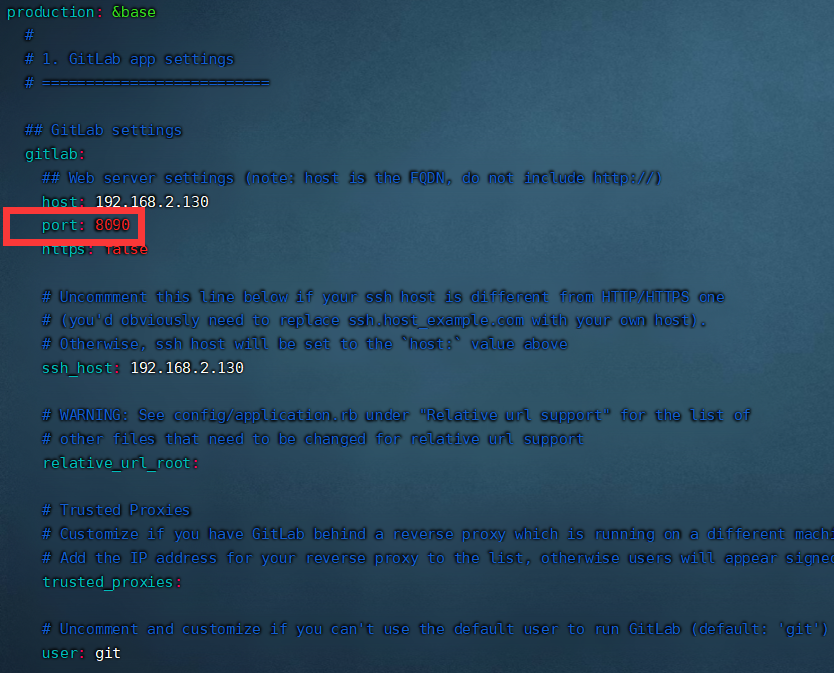 production: &base
#
# 1. GitLab app settings
# ==========================
## GitLab settings
gitlab:
## Web server settings (note: host is the FQDN, do not include http://)
host: 192.168.2.130
port: 8090
https: false
# Uncommment this line below if your ssh host is different from HTTP/HTTPS one
# (you'd obviously need to replace ssh.host_example.com with your own host).
# Otherwise, ssh host will be set to the `host:` value above
ssh_host: 192.168.2.130
# WARNING: See config/application.rb under "Relative url support" for the list of
# other files that need to be changed for relative url support
relative_url_root:
# Trusted Proxies
# Customize if you have GitLab behind a reverse proxy which is running on a different machi
# Add the IP address for your reverse proxy to the list, otherwise users will appear signed
trusted_proxies:
# Uncomment and customize if you can't use the default user to run GitLab (default: 'git')
user: git